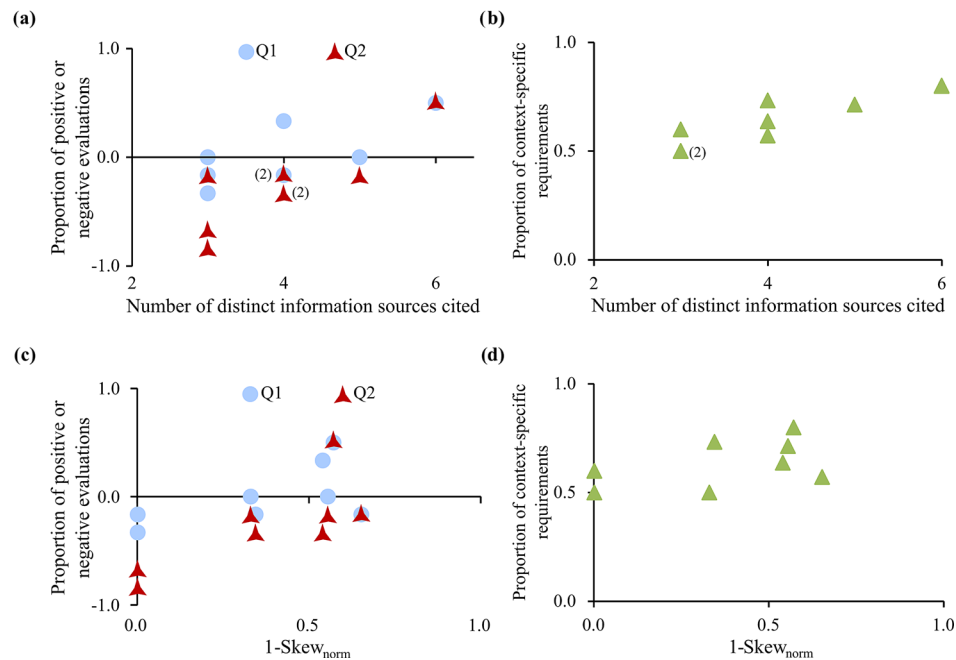 (a)
Proportion of positive or
negative evaluations
1.0
0.0
-1.0
Q1
Q2
(2)
(2)
2
4
6
Number of distinct information sources cited
(b)
Proportion of context-specific
requirements
1.0
0.5
0.0
(2)
2
4
6
Number of distinct information sources cited
(c)
Proportion of positive or
negative evaluations
1.0
0.0
-1.0
Q1
Q2
0.0
0.5
1.0
1-Skewnorm
(d)
Proportion of context-specific
requirements
1.0
0.5
0.0
0.0
0.5
1.0
1-Skewnorm